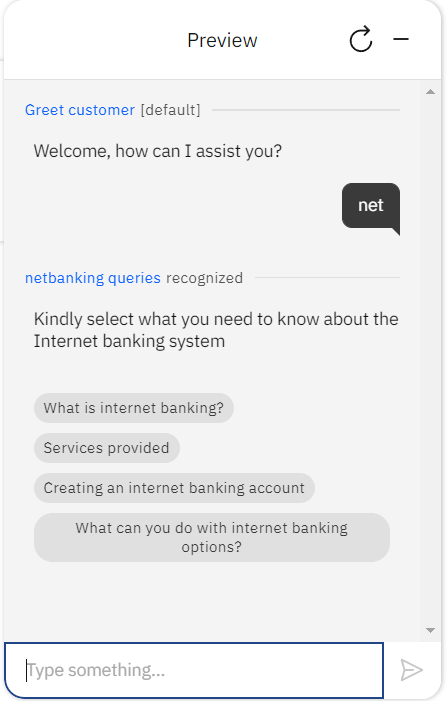 Preview
Greet customer [default]
Welcome, how can I assist you?
net
netbanking queries recognized
Kindly select what you need to know about the
Internet banking system
What is internet banking?
Services provided
Creating an internet banking account
What can you do with internet banking
options?
Type something...